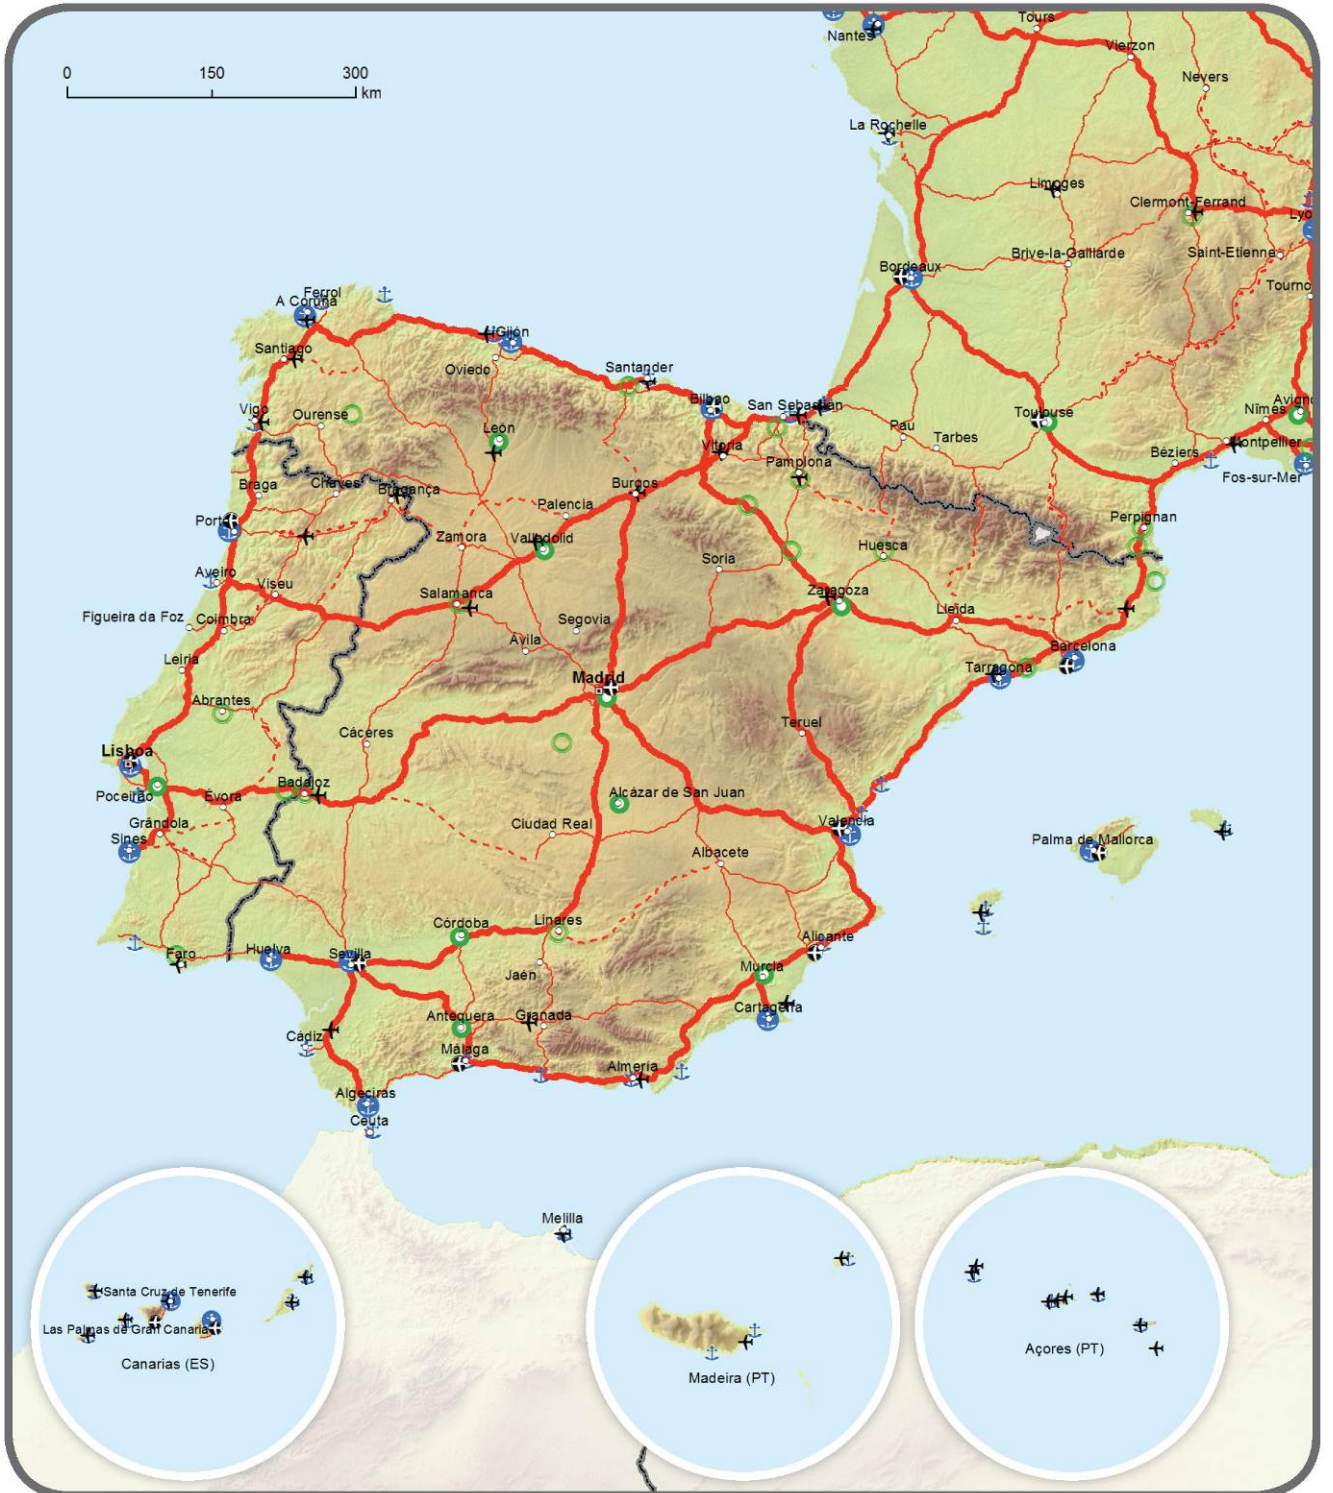 Tours
Nantes
Vierzon
0 150 300
km
Nevers
La Rochelle
Limoges
Clermont-Ferrand
Lyo
Brive-la-Gaillarde
Saint-Etienne
Bordeaux
Tourno
Ferrol
A Coruña
Gijón
Santiago
Oviedo
Santander
Bilbao
San Sebastián
Avigno
Vigo
Ourense
Toulouse
Nîmes
León
Pau
Tarbes
Montpellier
Vitoria
Béziers
Pamplona
Fos-sur-Mer
Braga
Chaves
Bragança
Burgos
Palencia
Perpignan
Porto
Zamora
Valladolid
Soria
Huesca
Aveiro
Viseu
Salamanca
Zaragoza
Lleida
Figueira da Foz
Coimbra
Segovia
Ávila
Barcelona
Leiria
Tarragona
Madrid
Abrantes
Teruel
Cáceres
Lisboa
Badajoz
Poceirão
Évora
Alcázar de San Juan
Grândola
Ciudad Real
Valencia
Sines
Palma de Mallorca
Albacete
Córdoba
Linares
Faro
Huelva
Sevilla
Alicante
Jaén
Murcia
Cartagena
Antequera
Granada
Cádiz
Málaga
Almería
Algeciras
Ceuta
Melilla
Santa Cruz de Tenerife
Las Palmas de Gran Canaria
Canarias (ES)
Madeira (PT)
Açores (PT)